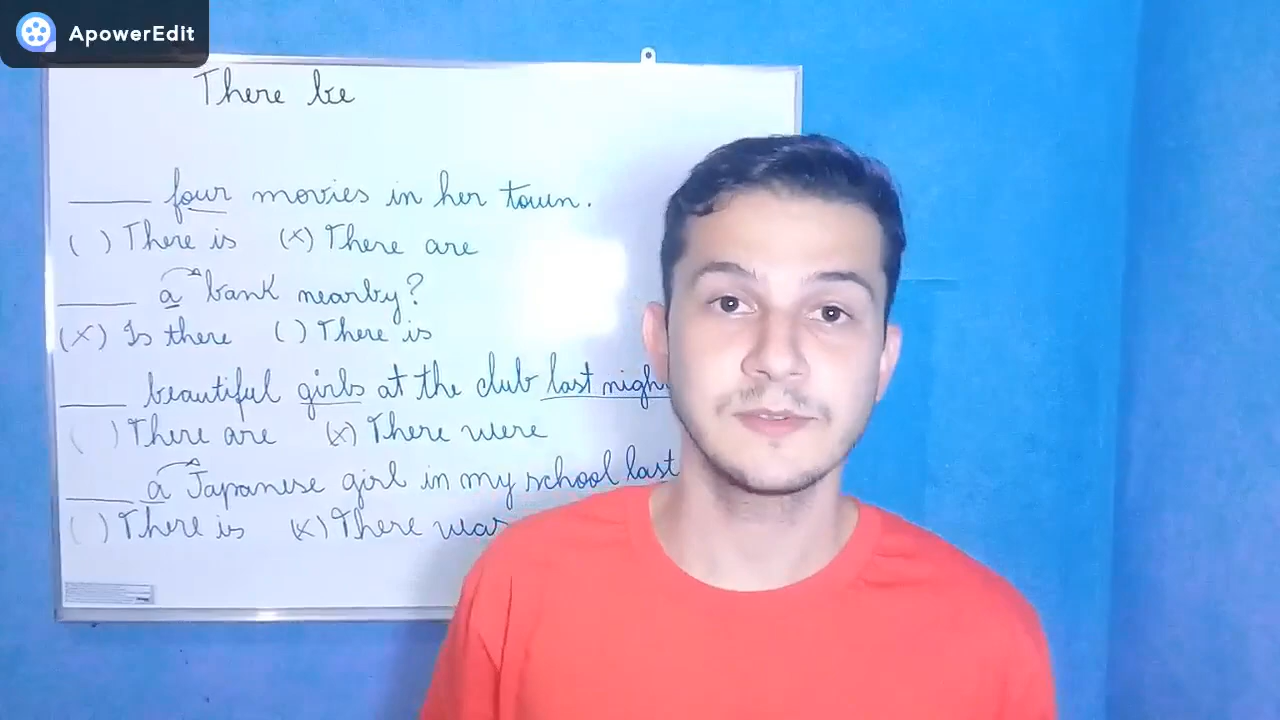 ApowerEdit
There be
____ four movies in her town.
( ) There is (x) There are
____ a bank nearby?
(x) Is there ( ) There is
____ beautiful girls at the club last nigh
( ) There are (x) There were
____ a Japanese girl in my school last
( ) There is (x) There was